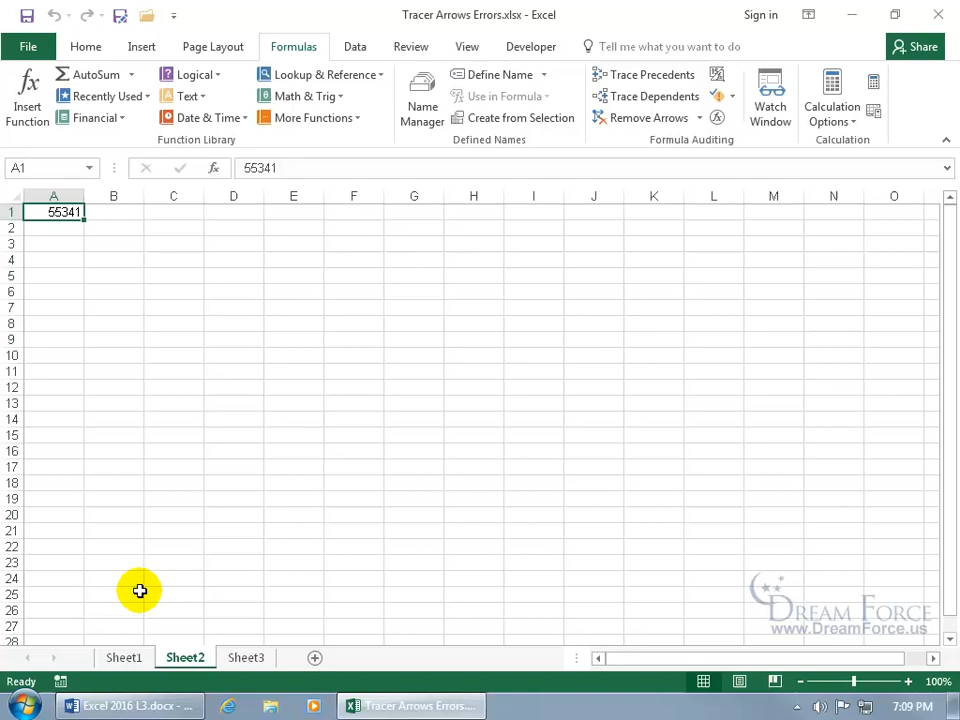 Tracer Arrows Errors.xlsx - Excel
Sign in
File Home Insert Page Layout Formulas Data Review View Developer Tell me what you want to do Share
Insert Function
AutoSum
Recently Used
Financial
Logical
Text
Date & Time
Lookup & Reference
Math & Trig
More Functions
Function Library
Name Manager
Define Name
Use in Formula
Create from Selection
Defined Names
Trace Precedents
Trace Dependents
Remove Arrows
Formula Auditing
Watch Window
Calculation Options
Calculation
A1 fx 55341
A B C D E F G H I J K L M N O
1 55341
2
3
4
5
6
7
8
9
10
11
12
13
14
15
16
17
18
19
20
21
22
23
24
25
26
27
28
DREAM FORCE
www.DreamForce.us
Sheet1 Sheet2 Sheet3
Ready 100%
Excel 2016 L3.docx - ... Tracer Arrows Errors.... 7:09 PM